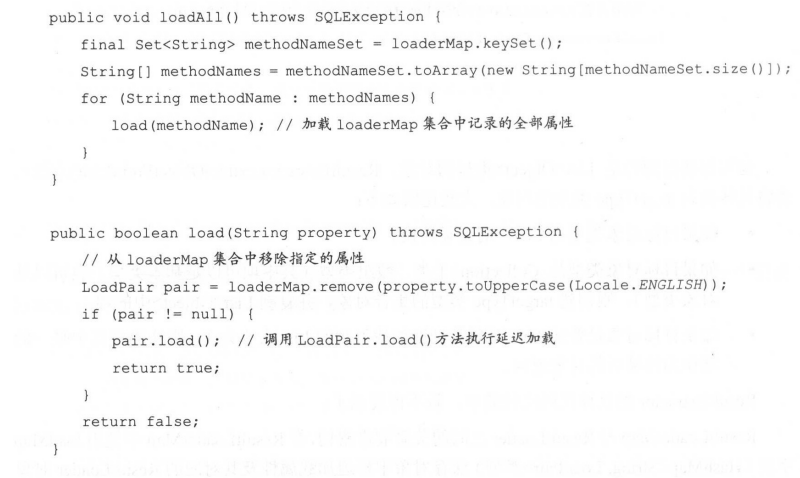 public void loadAll() throws SQLException {
final Set<String> methodNameSet = loaderMap.keySet();
String[] methodNames = methodNameSet.toArray(new String[methodNameSet.size()]);
for (String methodName : methodNames) {
load(methodName); // 加载 loaderMap 集合中记录的全部属性
}
}
public boolean load(String property) throws SQLException {
// 从 loaderMap 集合中移除指定的属性
LoadPair pair = loaderMap.remove(property.toUpperCase(Locale.ENGLISH));
if (pair != null) {
pair.load(); // 调用 LoadPair.load()方法执行延迟加载
return true;
}
return false;
}